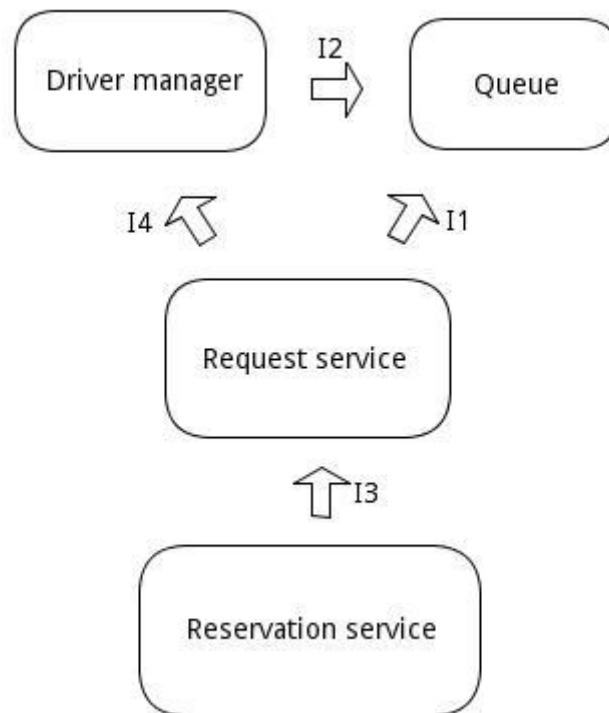 I2
Driver manager
Queue
I4
I1
Request service
I3
Reservation service